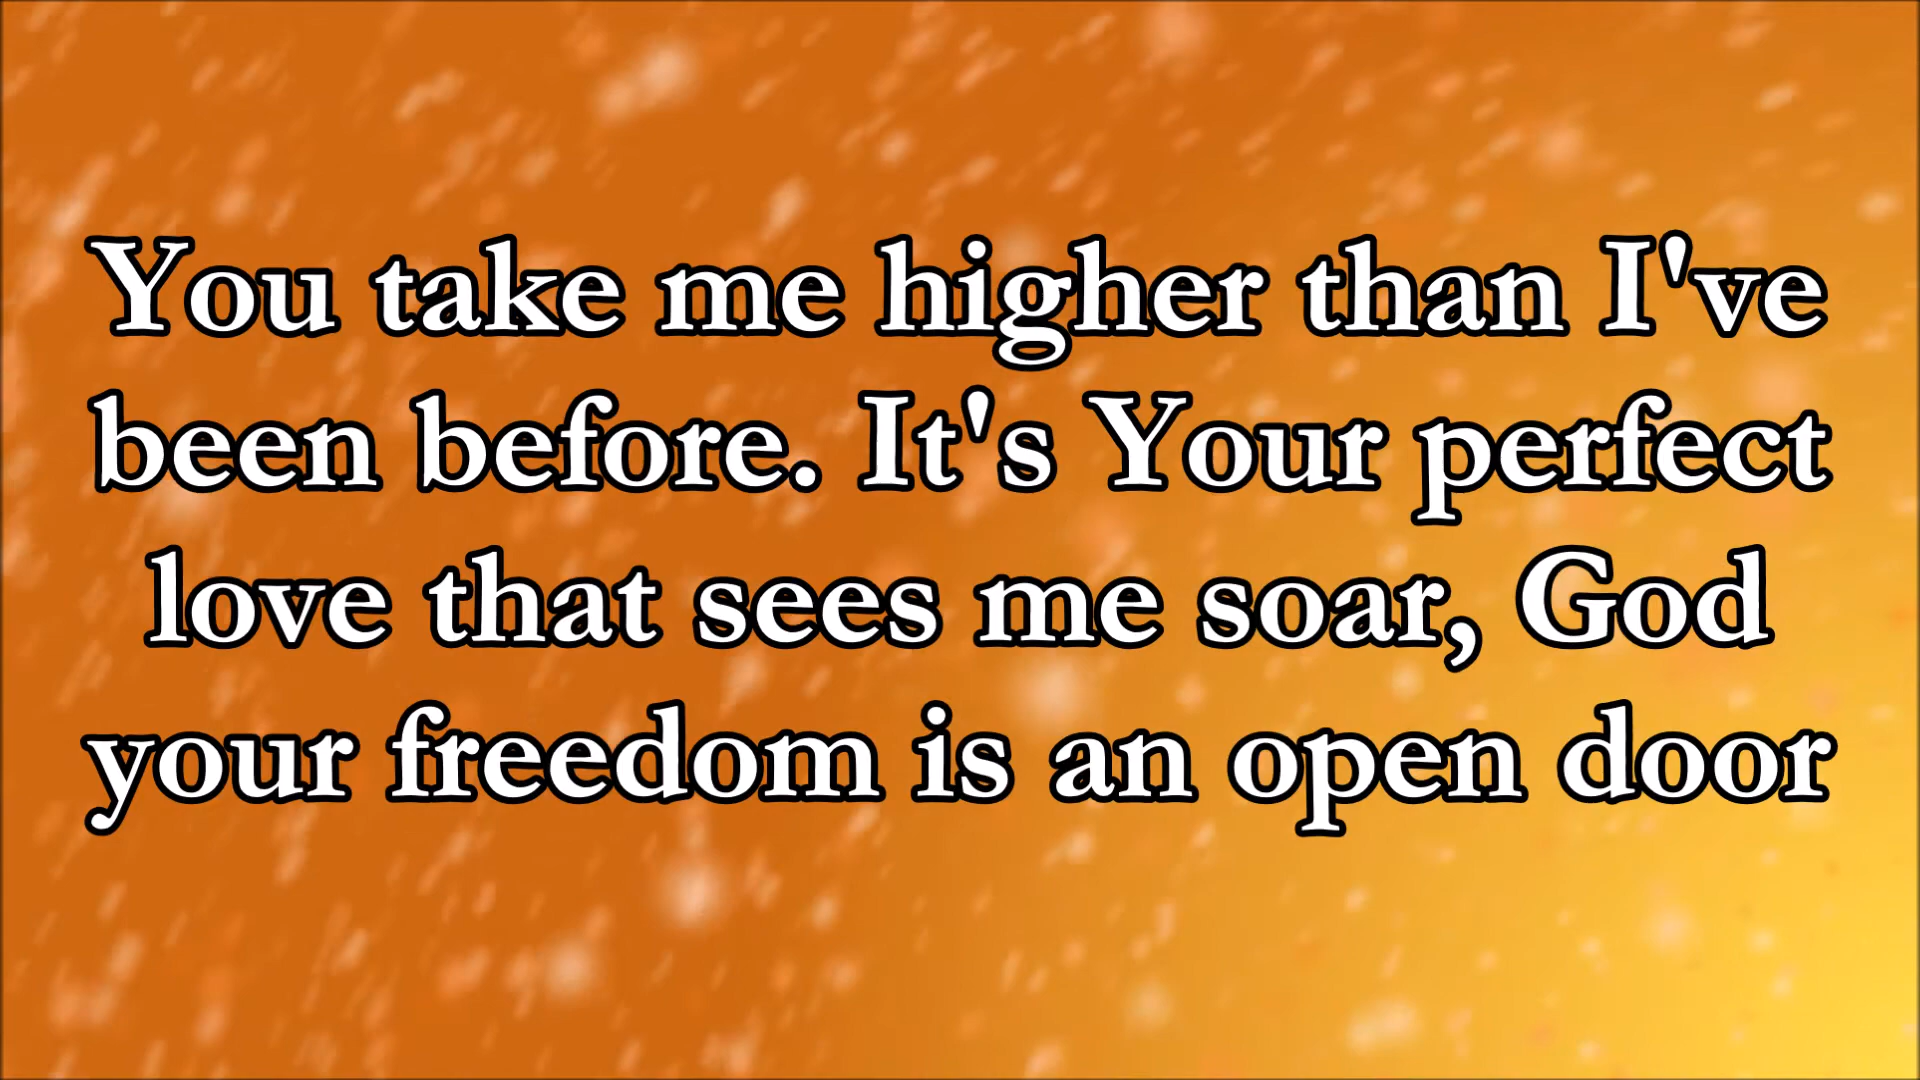 You take me higher than I've
been before. It's Your perfect
love that sees me soar, God
your freedom is an open door